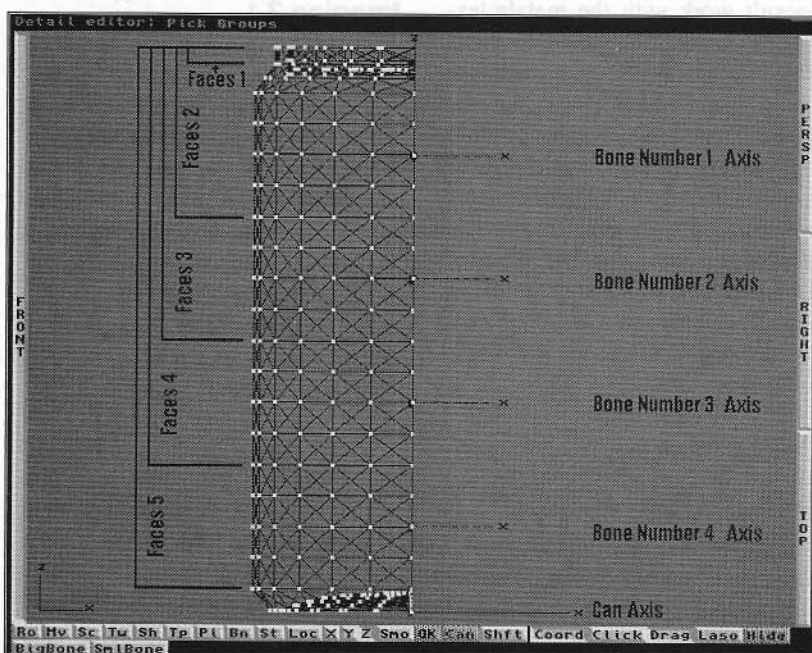 Detail editor: Pick Groups
z
Faces 1
PERSP
Faces 2
x
Bone Number 1 Axis
Faces 3
FRONT
x
Bone Number 2 Axis
RIGHT
Faces 4
x
Bone Number 3 Axis
Faces 5
x
Bone Number 4 Axis
TOP
z
x
x
Can Axis
Ro Mv Sc Tw Sh Tp Pl Bn St Loc X Y Z Smo OK Can Shft Coord Click Drag Laso Hide
BigBone SmlBone